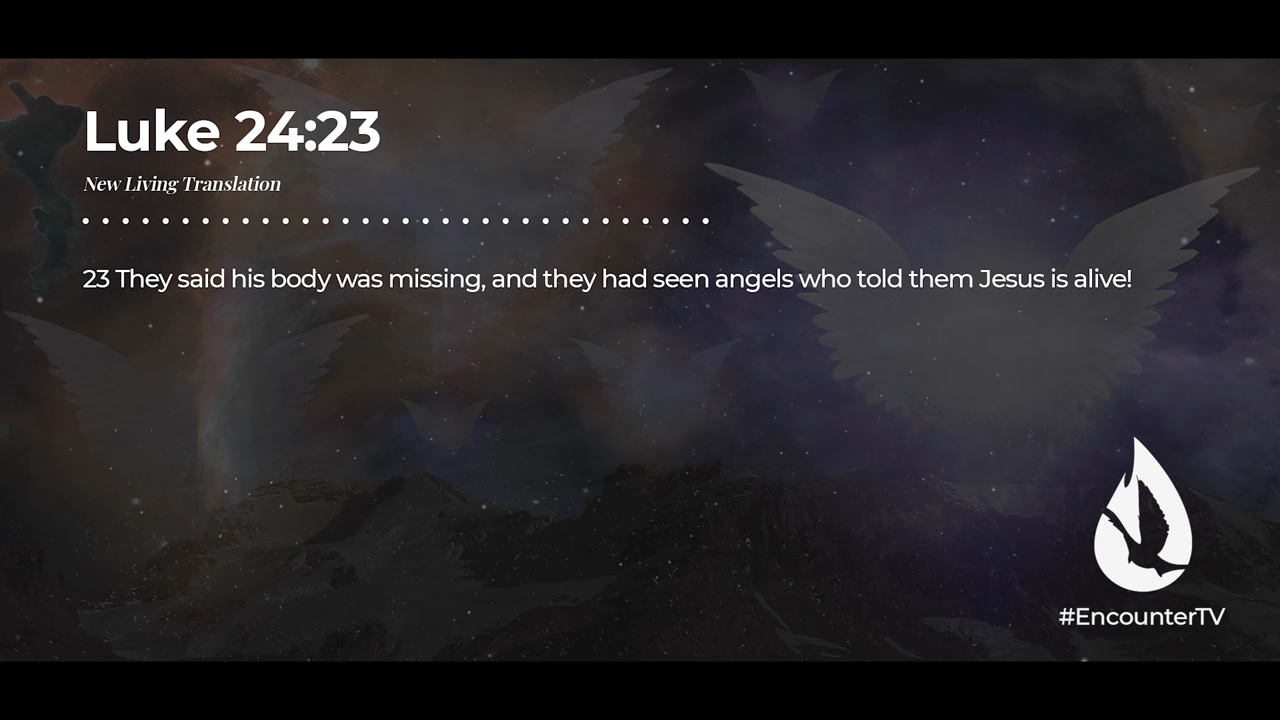 Luke 24:23
New Living Translation
23 They said his body was missing, and they had seen angels who told them Jesus is alive!
#EncounterTV